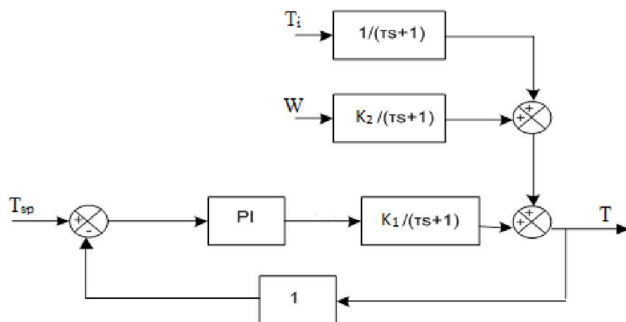 Ti
1/(τs+1)
W
K2/(τs+1)
+
+
+
+
Tsp
+
-
PI
K1/(τs+1)
+
+
T
1